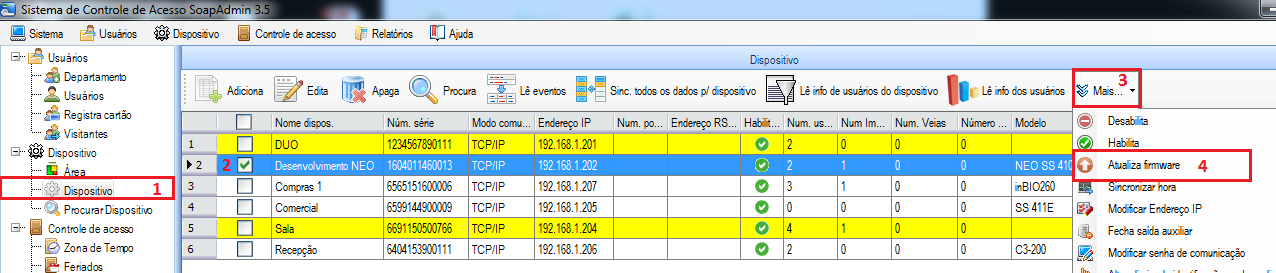 Sistema de Controle de Acesso SoapAdmin 3.5
Sistema Usuários Dispositivo Controle de acesso Relatórios Ajuda
Usuários
Departamento
Usuários
Registra cartão
Visitantes
Dispositivo
Área
Dispositivo 1
Procurar Dispositivo
Controle de acesso
Zona de Tempo
Feriados
Dispositivo
Adiciona Edita Apaga Procura Lê eventos Sinc. todos os dados p/ dispositivo Lê info de usuários do dispositivo Lê info dos usuários Mais... 3
Nome dispos. Núm. série Modo comu... Endereço IP Num. po... Endereço RS... Habilit... Num. us... Num Im... Num. Veias Número ... Modelo
1 DUO 1234567890111 TCP/IP 192.168.1.201 2 0 0 0
2 2 Desenvolvimento NEO 1604011460013 TCP/IP 192.168.1.202 2 1 0 0 NEO SS 410
3 Compras 1 6565151600006 TCP/IP 192.168.1.207 3 1 0 0 inBIO260
4 Comercial 6599144900009 TCP/IP 192.168.1.205 0 0 0 0 SS 411E
5 Sala 6691150500766 TCP/IP 192.168.1.204 4 1 0 0
6 Recepção 6404153900111 TCP/IP 192.168.1.206 2 0 0 0 C3-200
Desabilita
Habilita
Atualiza firmware 4
Sincronizar hora
Modificar Endereço IP
Fecha saída auxiliar
Modificar senha de comunicação